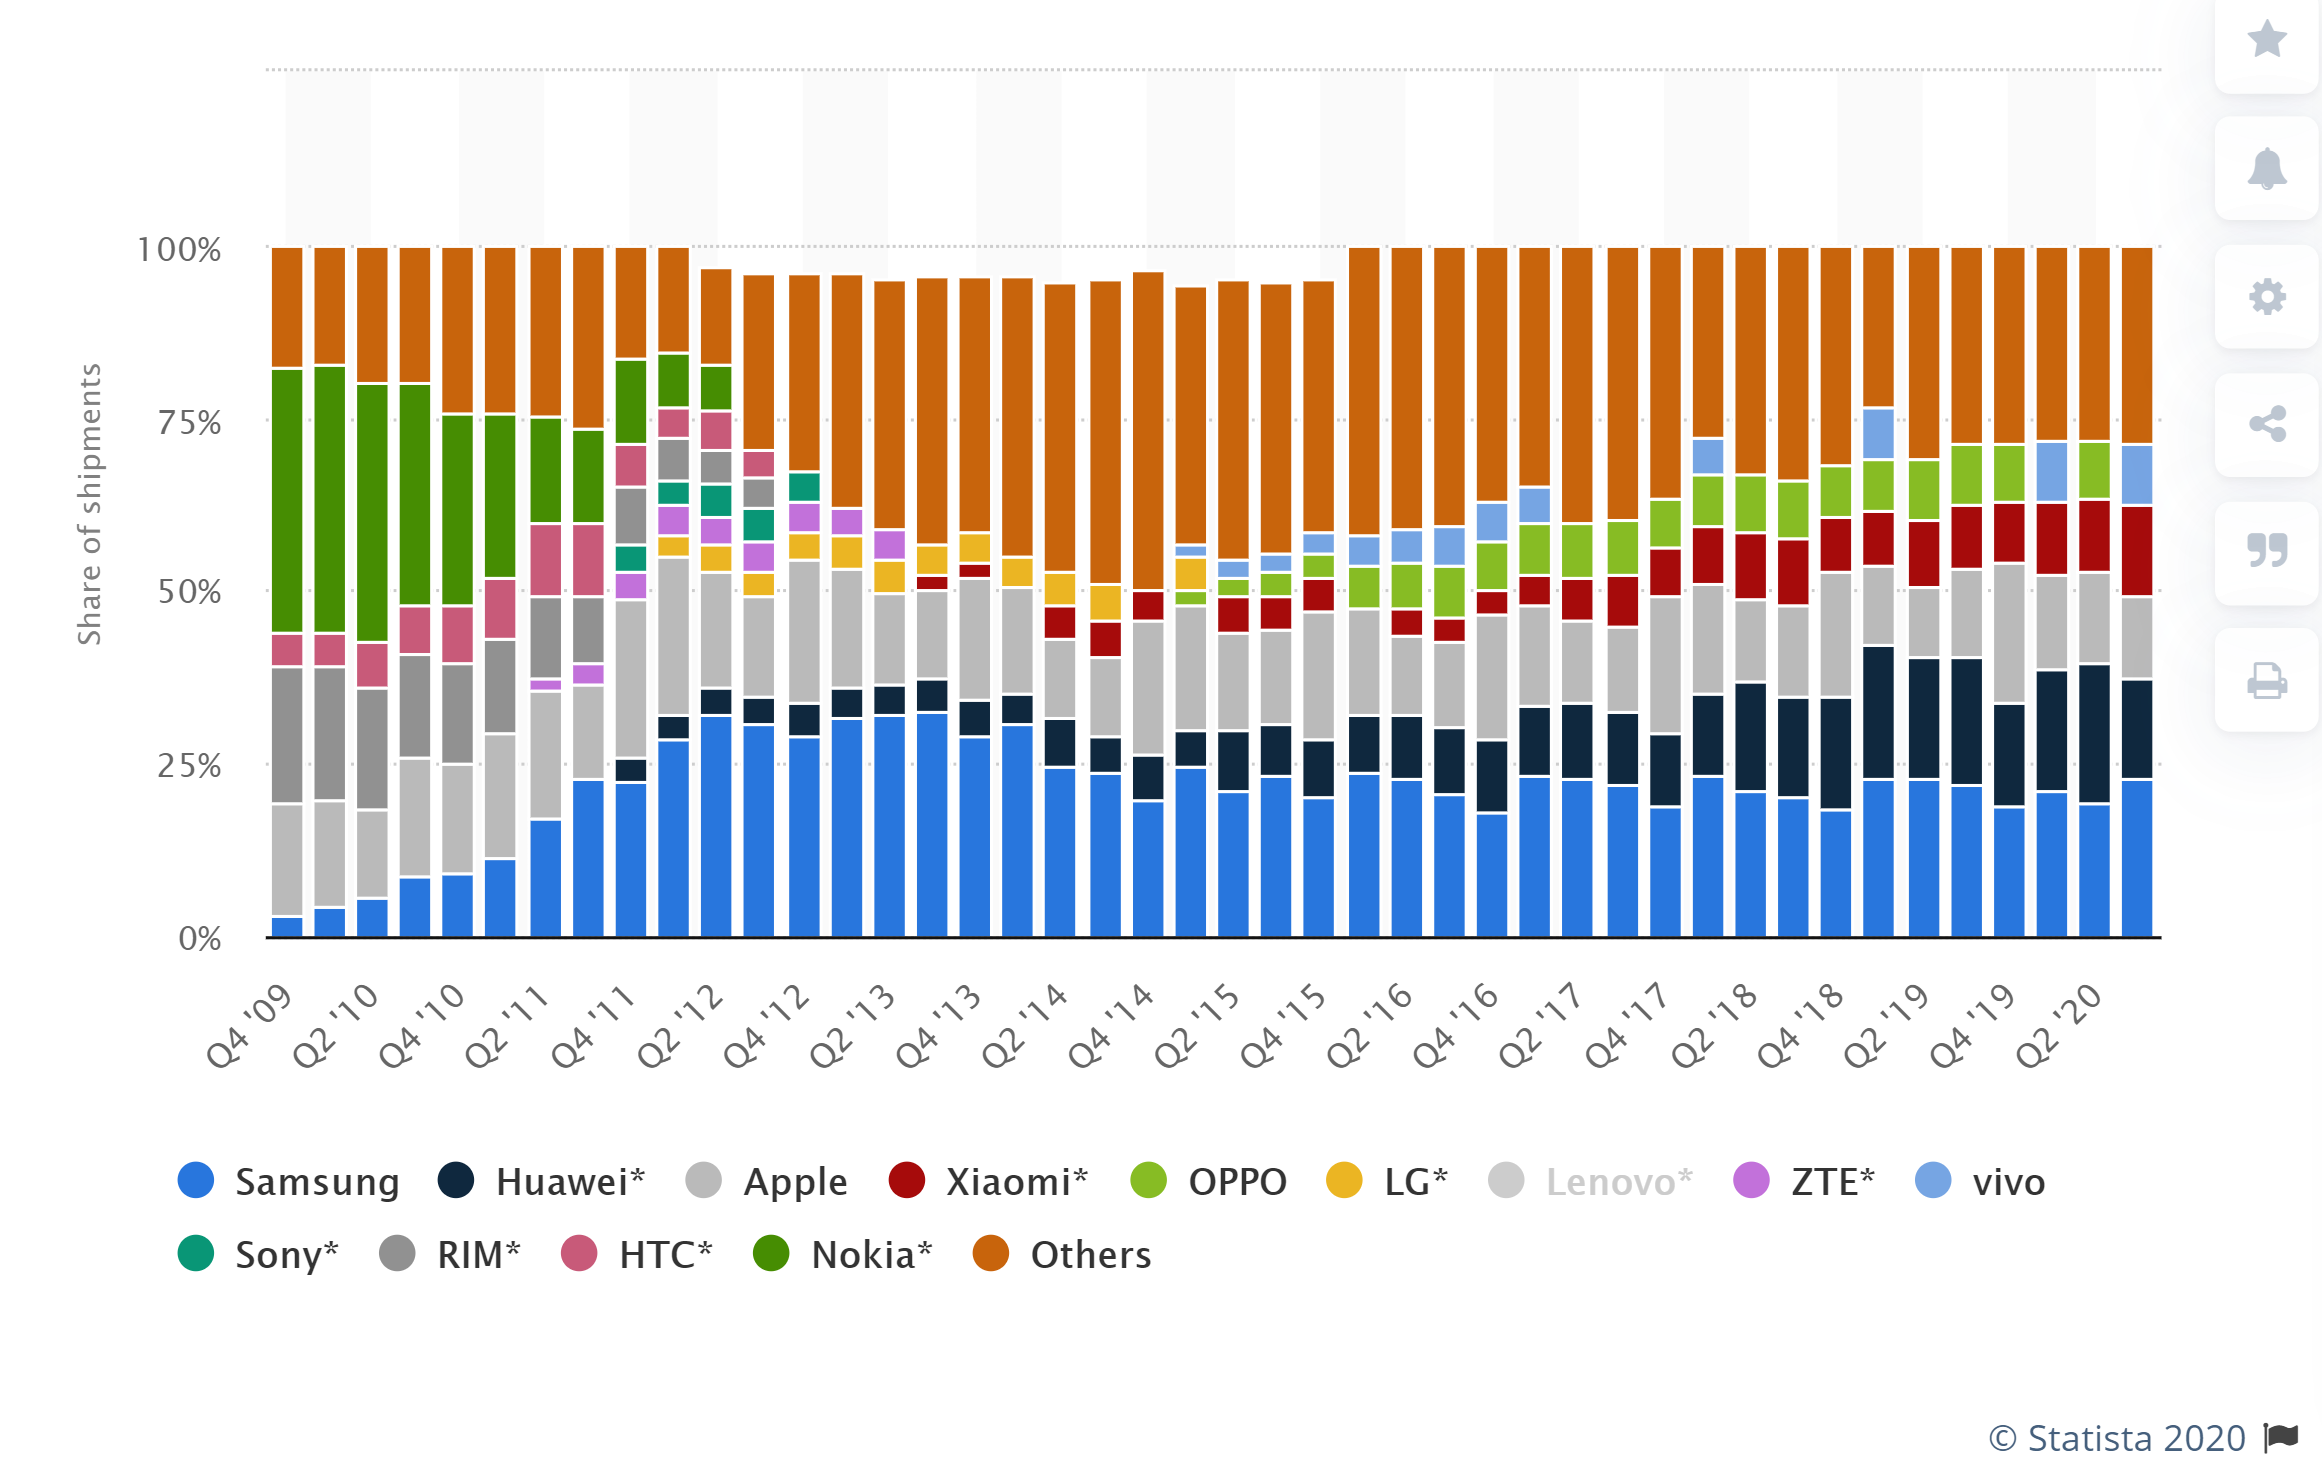 100%
75%
50%
25%
0%
Share of shipments
Q4 '09
Q2 '10
Q4 '10
Q2 '11
Q4 '11
Q2 '12
Q4 '12
Q2 '13
Q4 '13
Q2 '14
Q4 '14
Q2 '15
Q4 '15
Q2 '16
Q4 '16
Q2 '17
Q4 '17
Q2 '18
Q4 '18
Q2 '19
Q4 '19
Q2 '20
Samsung Huawei* Apple Xiaomi* OPPO LG* Lenovo* ZTE* vivo
Sony* RIM* HTC* Nokia* Others
© Statista 2020